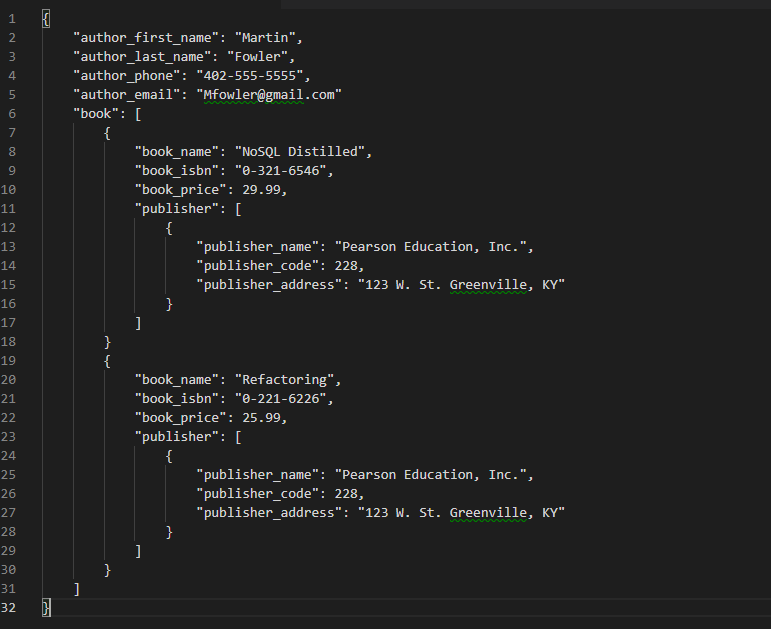 1 {
2 "author_first_name": "Martin",
3 "author_last_name": "Fowler",
4 "author_phone": "402-555-5555",
5 "author_email": "Mfowler@gmail.com"
6 "book": [
7 {
8 "book_name": "NoSQL Distilled",
9 "book_isbn": "0-321-6546",
10 "book_price": 29.99,
11 "publisher": [
12 {
13 "publisher_name": "Pearson Education, Inc.",
14 "publisher_code": 228,
15 "publisher_address": "123 W. St. Greenville, KY"
16 }
17 ]
18 }
19 {
20 "book_name": "Refactoring",
21 "book_isbn": "0-221-6226",
22 "book_price": 25.99,
23 "publisher": [
24 {
25 "publisher_name": "Pearson Education, Inc.",
26 "publisher_code": 228,
27 "publisher_address": "123 W. St. Greenville, KY"
28 }
29 ]
30 }
31 ]
32 }